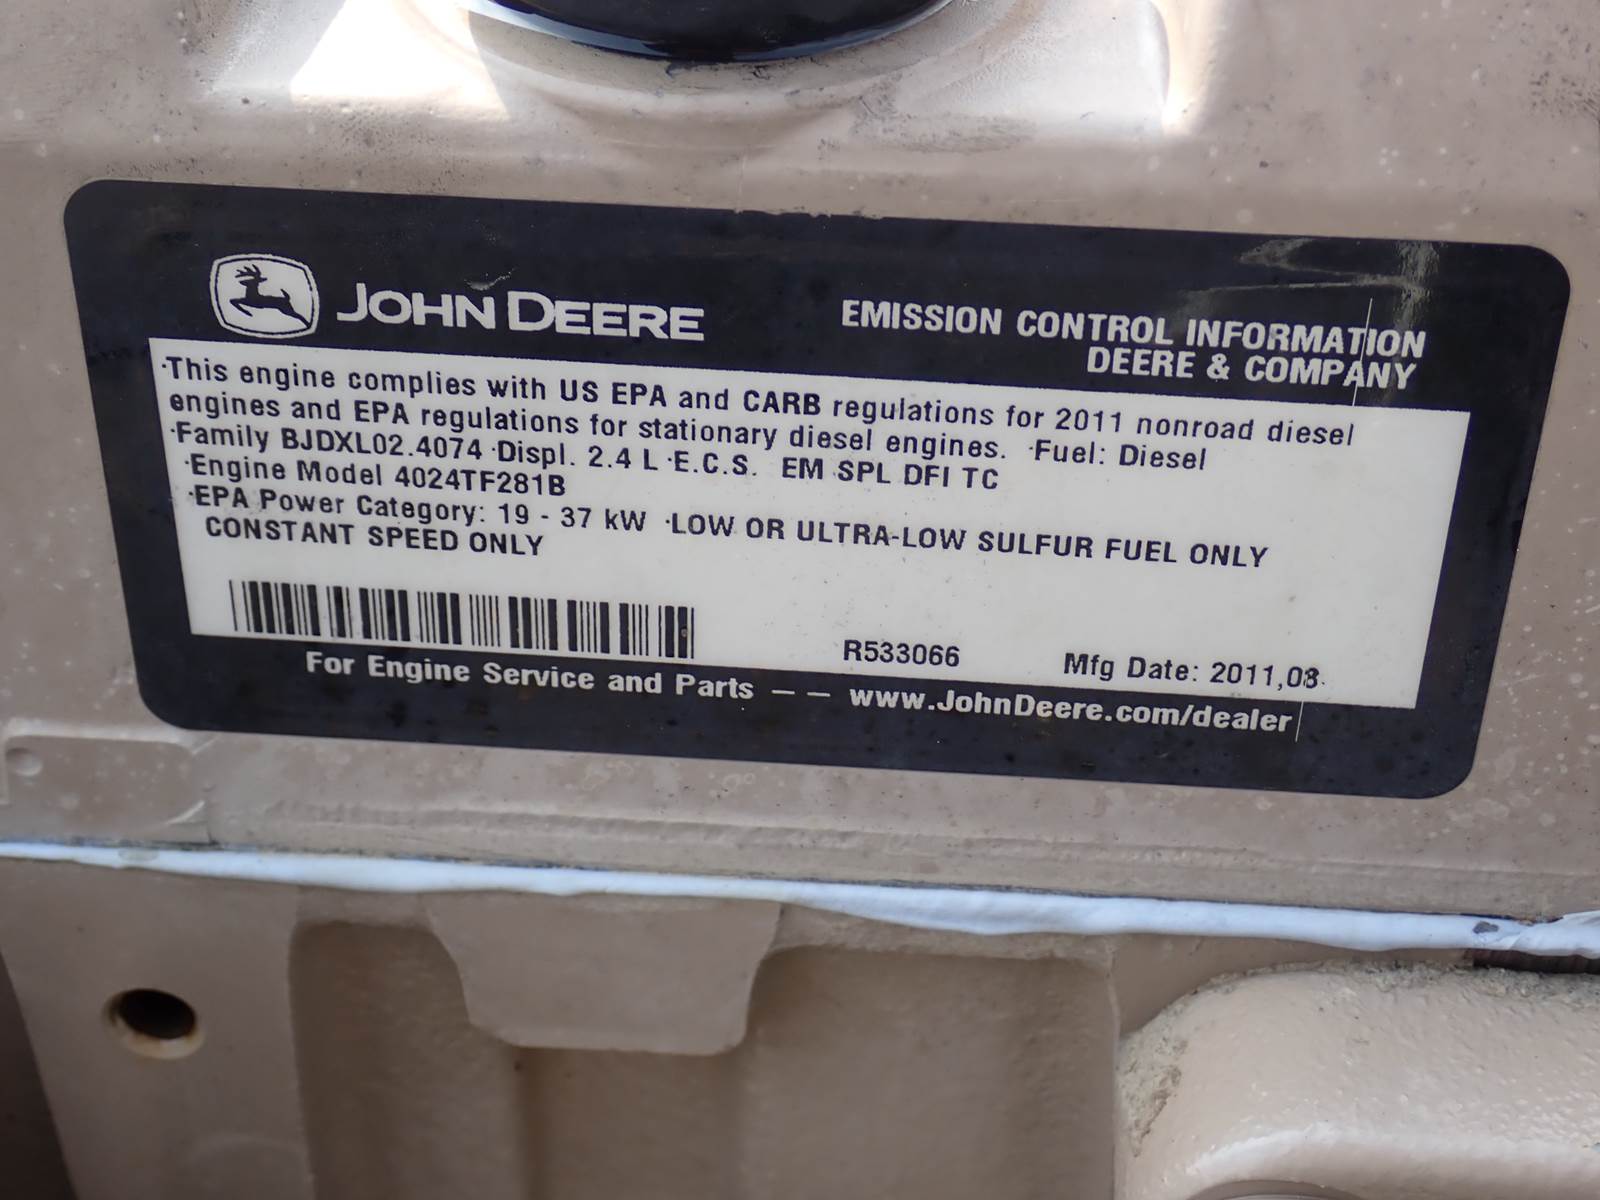 JOHN DEERE
EMISSION CONTROL INFORMATION
DEERE & COMPANY
·This engine complies with US EPA and CARB regulations for 2011 nonroad diesel
engines and EPA regulations for stationary diesel engines. ·Fuel: Diesel
·Family BJDXL02.4074 ·Displ. 2.4 L ·E.C.S. EM SPL DFI TC
·Engine Model 4024TF281B
·EPA Power Category: 19 - 37 kW ·LOW OR ULTRA-LOW SULFUR FUEL ONLY
CONSTANT SPEED ONLY
R533066 Mfg Date: 2011,08
For Engine Service and Parts — — www.JohnDeere.com/dealer